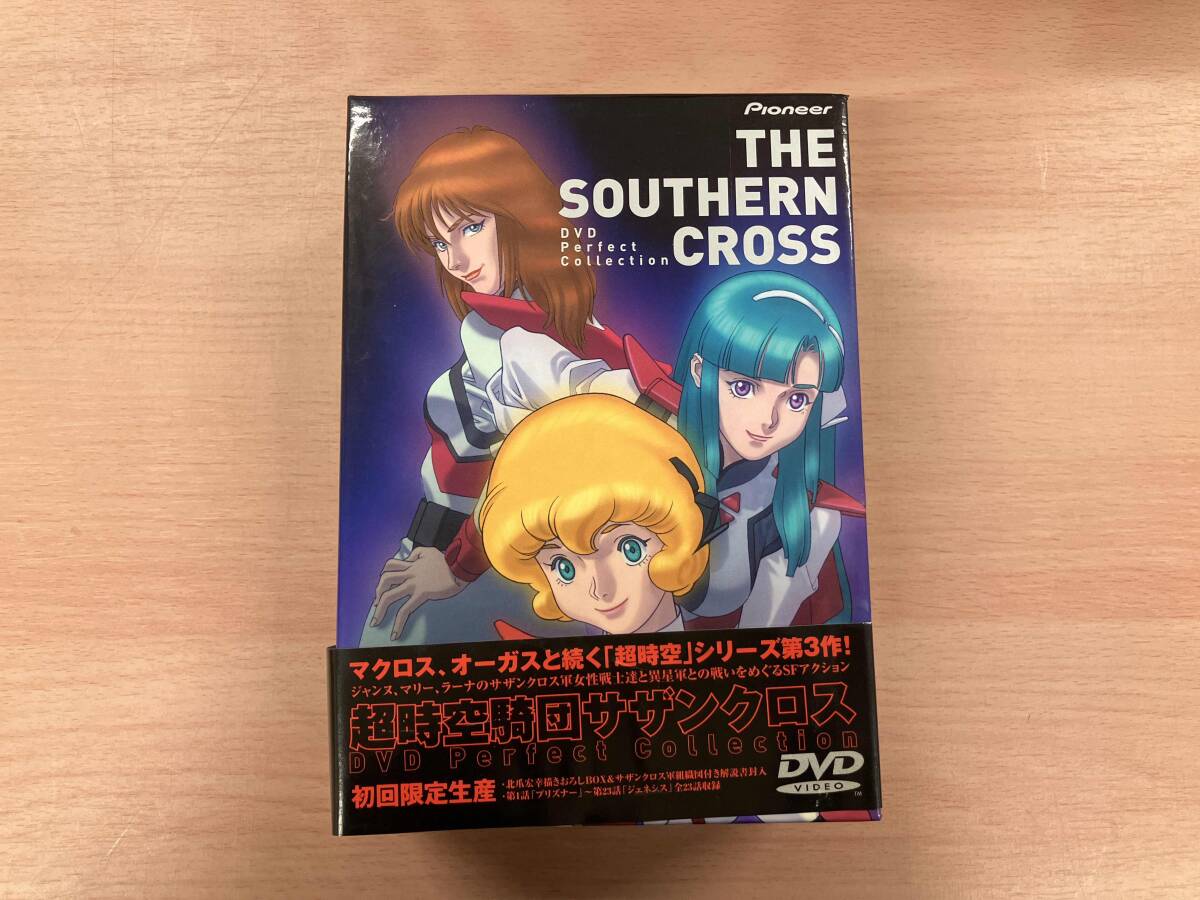 Pioneer
THE
SOUTHERN
CROSS
DVD
Perfect
Collection
マクロス、オーガスと続く「超時空」シリーズ第3作!
ジャンヌ、マリー、ラーナのサザンクロス軍女性戦士達と異星軍との戦いをめぐるSFアクション
超時空騎団サザンクロス
DVD Perfect Collection
初回限定生産
・北爪宏幸描きおろしBOX&サザンクロス軍組織図付き解説書封入
・第1話「プリズナー」~第23話「ジェネシス」全23話収録
DVD
VIDEO
TM